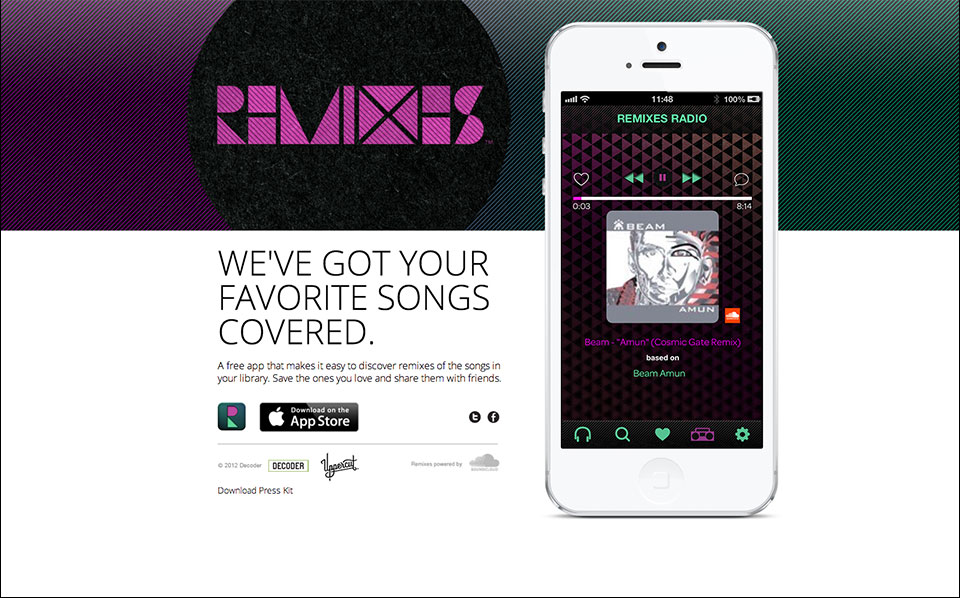 REMIXES
TM
WE'VE GOT YOUR
FAVORITE SONGS
COVERED.
A free app that makes it easy to discover remixes of the songs in
your library. Save the ones you love and share them with friends.
Download on the
App Store
© 2012 Decoder
DECODER
Uppercut
Remixes powered by
SOUNDCLOUD
Download Press Kit
11:48
100%
REMIXES RADIO
0:03
8:14
BEAM
AMUN
Beam - "Amun" (Cosmic Gate Remix)
based on
Beam Amun